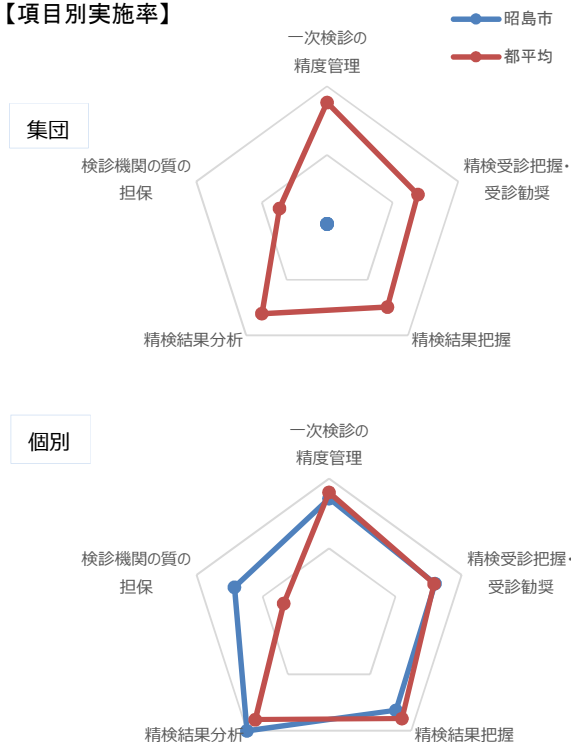 【項目別実施率】
昭島市
都平均
集団
一次検診の
精度管理
精検受診把握・
受診勧奨
精検結果把握
精検結果分析
検診機関の質の
担保
個別
一次検診の
精度管理
精検受診把握・
受診勧奨
精検結果把握
精検結果分析
検診機関の質の
担保